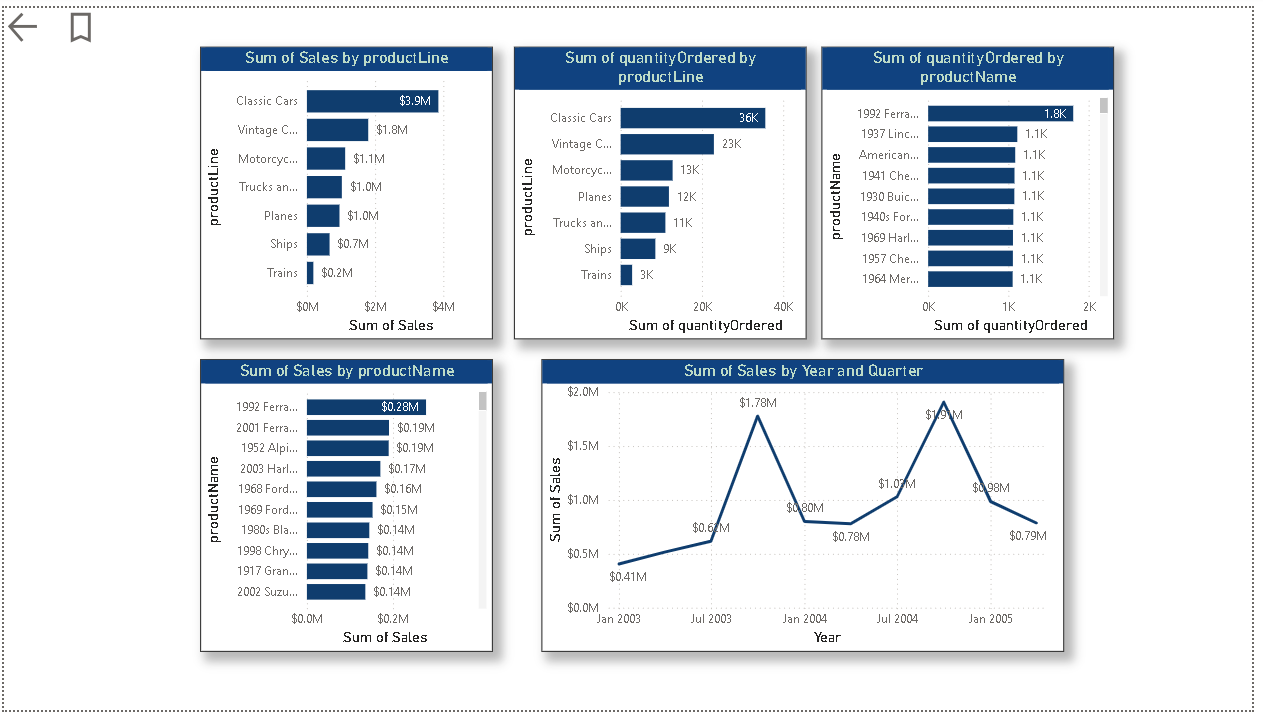 Sum of Sales by productLine
productLine
Classic Cars $3.9M
Vintage C... $1.8M
Motorcyc... $1.1M
Trucks an... $1.0M
Planes $1.0M
Ships $0.7M
Trains $0.2M
$0M $2M $4M
Sum of Sales
Sum of quantityOrdered by
productLine
productLine
Classic Cars 36K
Vintage C... 23K
Motorcyc... 13K
Planes 12K
Trucks an... 11K
Ships 9K
Trains 3K
0K 20K 40K
Sum of quantityOrdered
Sum of quantityOrdered by
productName
productName
1992 Ferra... 1.8K
1937 Linc... 1.1K
American... 1.1K
1941 Che... 1.1K
1930 Buic... 1.1K
1940s For... 1.1K
1969 Harl... 1.1K
1957 Che... 1.1K
1964 Mer... 1.1K
0K 1K 2K
Sum of quantityOrdered
Sum of Sales by productName
productName
1992 Ferra... $0.28M
2001 Ferra... $0.19M
1952 Alpi... $0.19M
2003 Harl... $0.17M
1968 Ford... $0.16M
1969 Ford... $0.15M
1980s Bla... $0.14M
1998 Chry... $0.14M
1917 Gran... $0.14M
2002 Suzu... $0.14M
$0.0M $0.2M
Sum of Sales
Sum of Sales by Year and Quarter
Sum of Sales
$2.0M
$1.5M
$1.0M
$0.5M
$0.0M
$0.41M
$1.78M
$0.80M
$0.78M
$0.98M
$0.79M
Jan 2003 Jul 2003 Jan 2004 Jul 2004 Jan 2005
Year